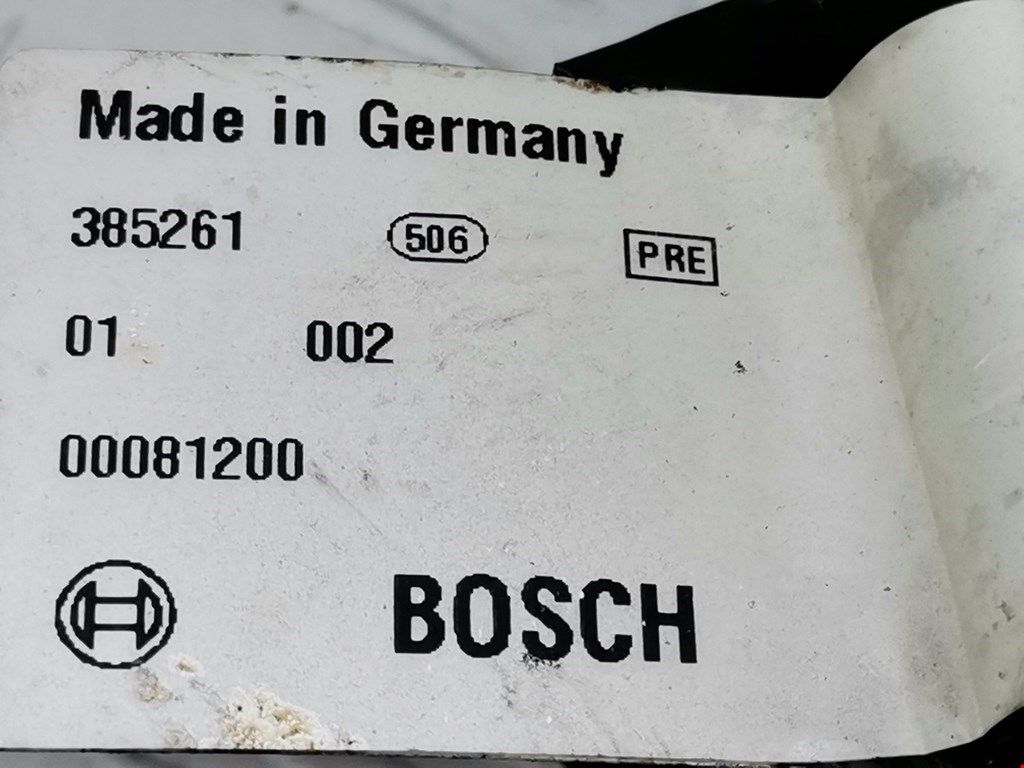 Made in Germany
385261 506 PRE
01 002
00081200
BOSCH